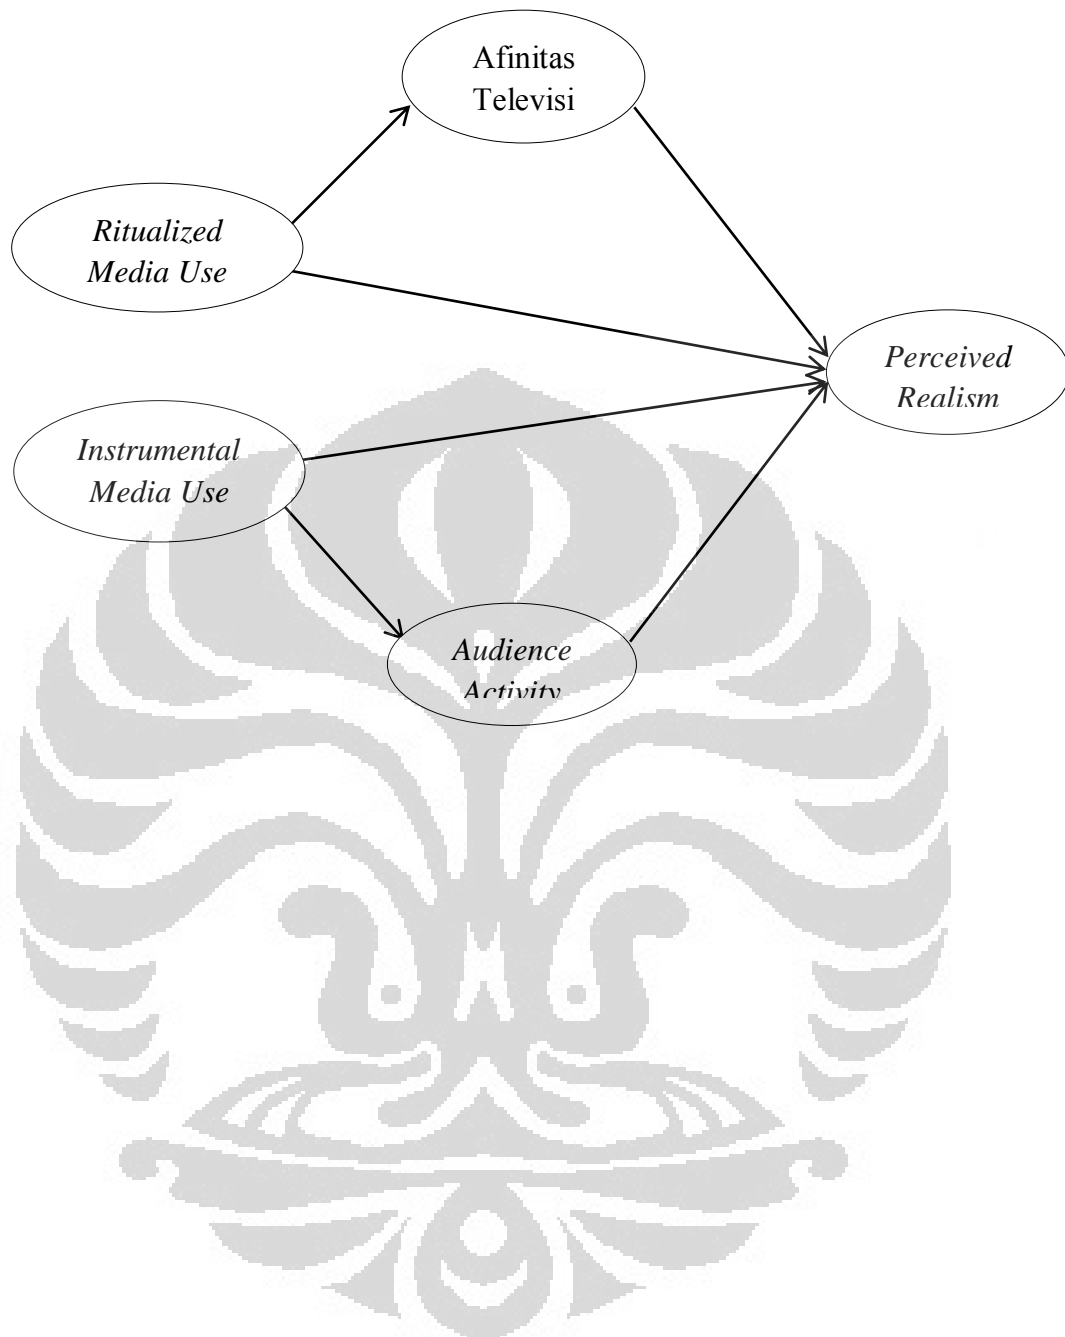 Afinitas
Televisi
Ritualized
Media Use
Perceived
Realism
Instrumental
Media Use
Audience
Activity